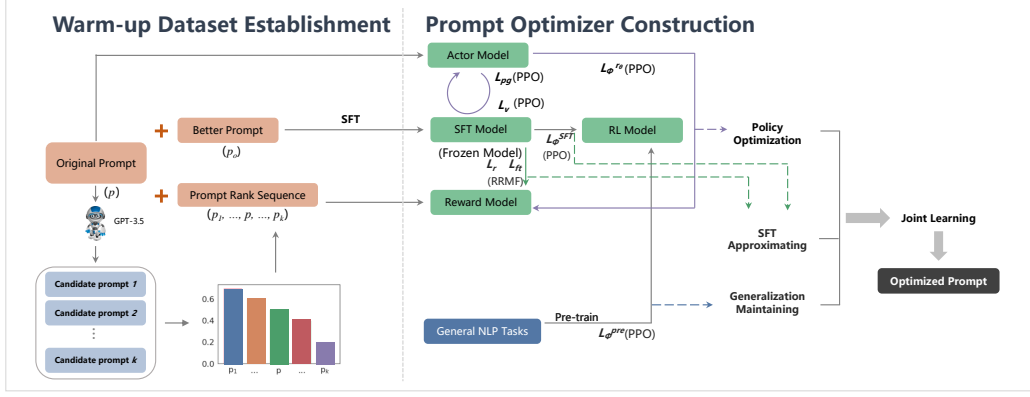 Warm-up Dataset Establishment
Prompt Optimizer Construction
Actor Model
L_pg(PPO)
L_v (PPO)
L_Φ^{rθ}(PPO)
Better Prompt
(p_o)
SFT
SFT Model
(Frozen Model)
L_Φ^{SFT}
(PPO)
RL Model
Policy
Optimization
Original Prompt
(p)
GPT-3.5
Prompt Rank Sequence
(p_1, ..., p, ..., p_k)
L_r L_ft
(RRMF)
Reward Model
SFT
Approximating
Joint Learning
Optimized Prompt
Candidate prompt 1
Candidate prompt 2
⋮
Candidate prompt k
0.6
0.4
0.2
0.0
p_1 ... p ... p_k
General NLP Tasks
Pre-train
L_Φ^{pre}(PPO)
Generalization
Maintaining